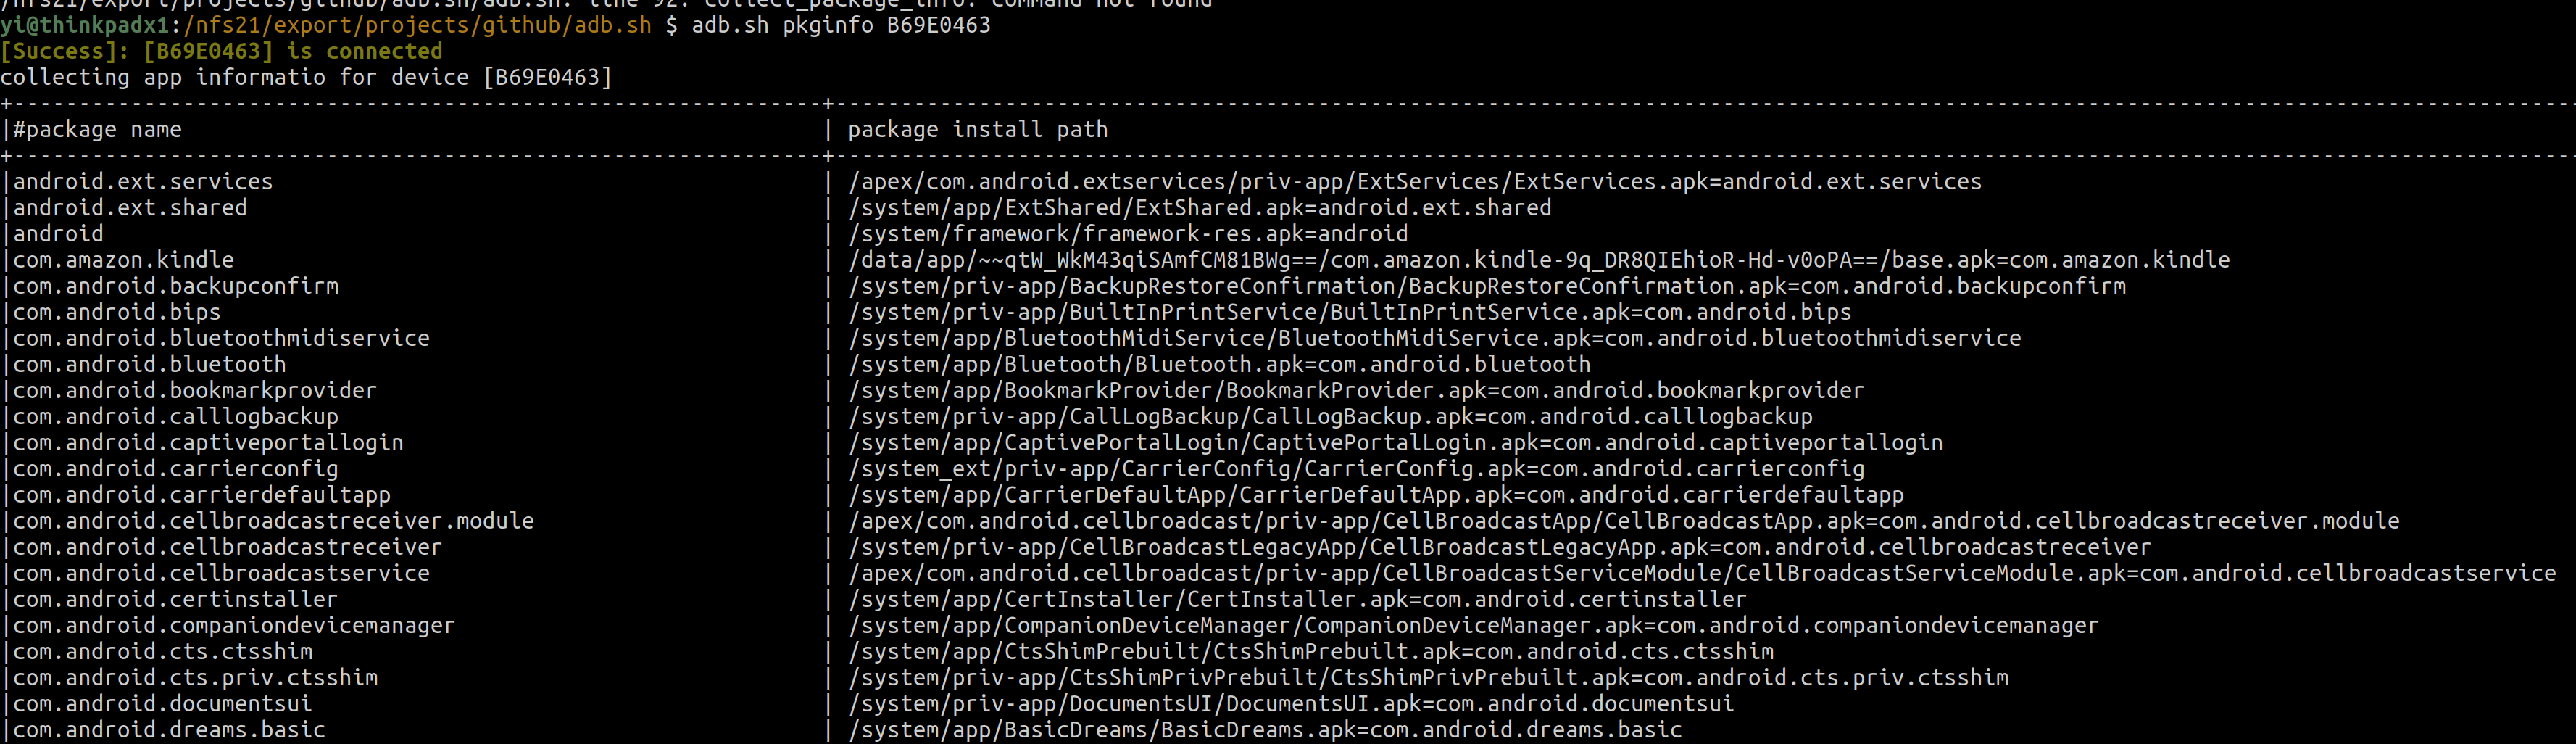 /nfs21/export/projects/github/adb.sh/adb.sh: line 92: collect_package_info: command not found
yi@thinkpadx1:/nfs21/export/projects/github/adb.sh $ adb.sh pkginfo B69E0463
[Success]: [B69E0463] is connected
collecting app informatio for device [B69E0463]
|#package name | package install path
|android.ext.services | /apex/com.android.extservices/priv-app/ExtServices/ExtServices.apk=android.ext.services
|android.ext.shared | /system/app/ExtShared/ExtShared.apk=android.ext.shared
|android | /system/framework/framework-res.apk=android
|com.amazon.kindle | /data/app/~~qtW_WkM43qiSAmfCM81BWg==/com.amazon.kindle-9q_DR8QIEhioR-Hd-v0oPA==/base.apk=com.amazon.kindle
|com.android.backupconfirm | /system/priv-app/BackupRestoreConfirmation/BackupRestoreConfirmation.apk=com.android.backupconfirm
|com.android.bips | /system/priv-app/BuiltInPrintService/BuiltInPrintService.apk=com.android.bips
|com.android.bluetoothmidiservice | /system/app/BluetoothMidiService/BluetoothMidiService.apk=com.android.bluetoothmidiservice
|com.android.bluetooth | /system/app/Bluetooth/Bluetooth.apk=com.android.bluetooth
|com.android.bookmarkprovider | /system/app/BookmarkProvider/BookmarkProvider.apk=com.android.bookmarkprovider
|com.android.calllogbackup | /system/priv-app/CallLogBackup/CallLogBackup.apk=com.android.calllogbackup
|com.android.captiveportallogin | /system/app/CaptivePortalLogin/CaptivePortalLogin.apk=com.android.captiveportallogin
|com.android.carrierconfig | /system_ext/priv-app/CarrierConfig/CarrierConfig.apk=com.android.carrierconfig
|com.android.carrierdefaultapp | /system/app/CarrierDefaultApp/CarrierDefaultApp.apk=com.android.carrierdefaultapp
|com.android.cellbroadcastreceiver.module | /apex/com.android.cellbroadcast/priv-app/CellBroadcastApp/CellBroadcastApp.apk=com.android.cellbroadcastreceiver.module
|com.android.cellbroadcastreceiver | /system/priv-app/CellBroadcastLegacyApp/CellBroadcastLegacyApp.apk=com.android.cellbroadcastreceiver
|com.android.cellbroadcastservice | /apex/com.android.cellbroadcast/priv-app/CellBroadcastServiceModule/CellBroadcastServiceModule.apk=com.android.cellbroadcastservice
|com.android.certinstaller | /system/app/CertInstaller/CertInstaller.apk=com.android.certinstaller
|com.android.companiondevicemanager | /system/app/CompanionDeviceManager/CompanionDeviceManager.apk=com.android.companiondevicemanager
|com.android.cts.ctsshim | /system/app/CtsShimPrebuilt/CtsShimPrebuilt.apk=com.android.cts.ctsshim
|com.android.cts.priv.ctsshim | /system/priv-app/CtsShimPrivPrebuilt/CtsShimPrivPrebuilt.apk=com.android.cts.priv.ctsshim
|com.android.documentsui | /system/priv-app/DocumentsUI/DocumentsUI.apk=com.android.documentsui
|com.android.dreams.basic | /system/app/BasicDreams/BasicDreams.apk=com.android.dreams.basic